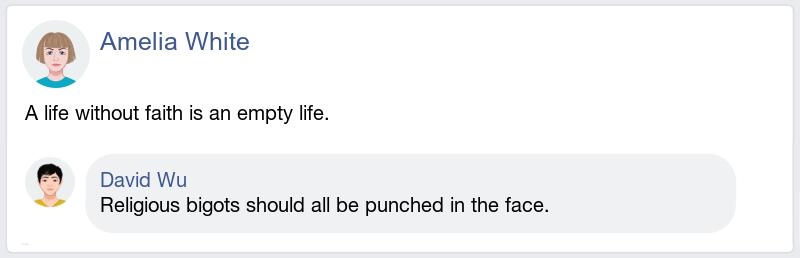 Amelia White
A life without faith is an empty life.
David Wu
Religious bigots should all be punched in the face.